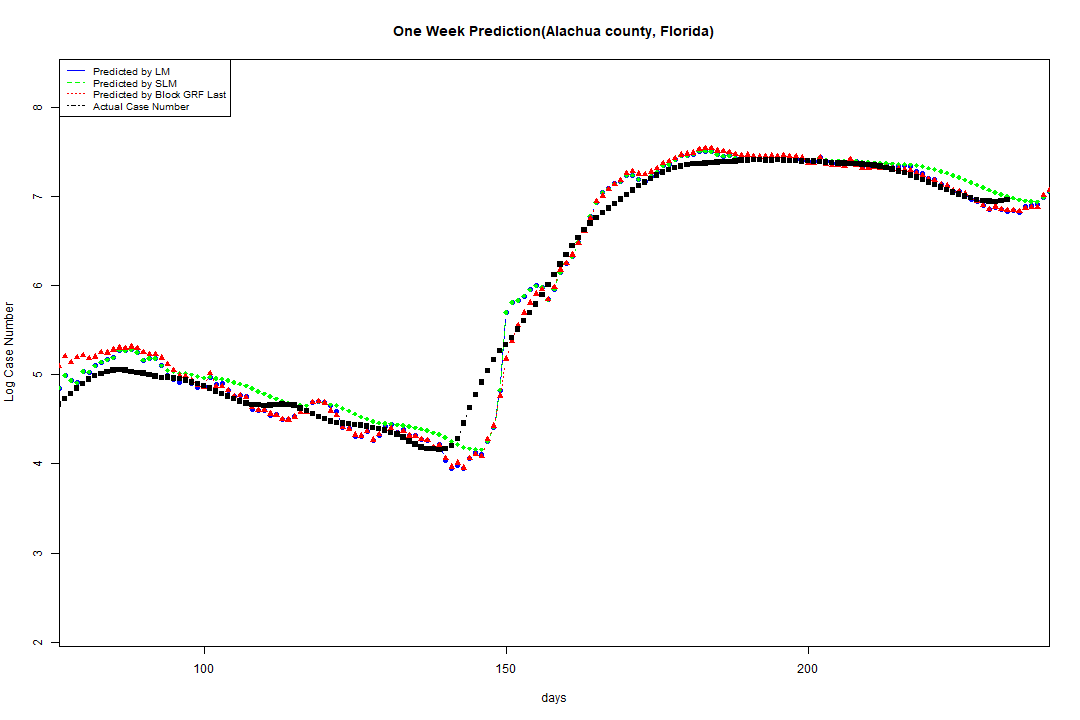 One Week Prediction(Alachua county, Florida)
Predicted by LM
Predicted by SLM
Predicted by Block GRF Last
Actual Case Number
8
7
6
5
4
3
2
Log Case Number
100 150 200
days